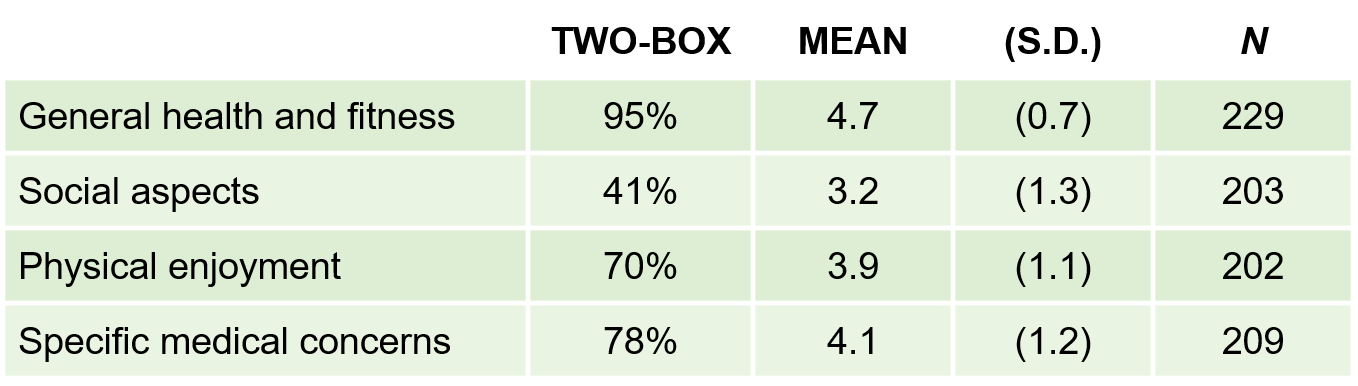 TWO-BOX MEAN (S.D.) N
General health and fitness 95% 4.7 (0.7) 229
Social aspects 41% 3.2 (1.3) 203
Physical enjoyment 70% 3.9 (1.1) 202
Specific medical concerns 78% 4.1 (1.2) 209